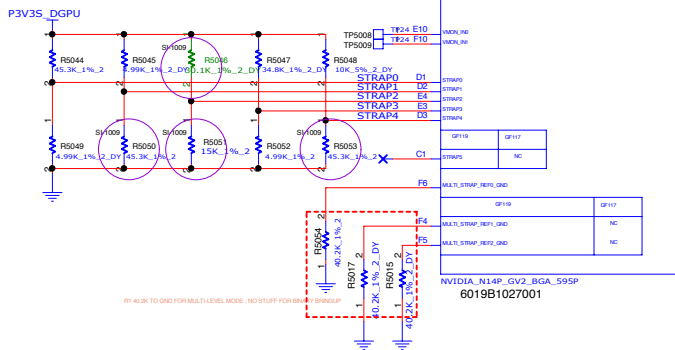 P3V3S_DGPU
TP5008
TP24
E10
VMON_IN0
TP5009
TP24
F10
VMON_IN1
SI-1009
SI-1009
R5044
45.3K_1%_2
R5045
4.99K_1%_2_DY
R5046
30.1K_1%_2_DY
R5047
34.8K_1%_2_DY
R5048
10K_5%_2_DY
STRAP0
D1
STRAP0
STRAP1
D2
STRAP1
STRAP2
E4
STRAP2
STRAP3
E3
STRAP3
STRAP4
D3
STRAP4
SI-1009
SI-1009
SI-1009
R5049
4.99K_1%_2_DY
R5050
45.3K_1%_2
R5051
15K_1%_2
R5052
4.99K_1%_2
R5053
45.3K_1%_2
GF119
GF117
C1
STRAP5
NC
F6
MULTI_STRAP_REF0_GND
GF119
GF117
F4
MULTI_STRAP_REF1_GND
NC
F5
MULTI_STRAP_REF2_GND
NC
R5054
40.2K_1%_2
R5017
40.2K_1%_2_DY
R5015
40.2K_1%_2_DY
NVIDIA_N14P_GV2_BGA_595P
6019B1027001
R? 40.2K TO GND FOR MULTI-LEVEL MODE , NO STUFF FOR BINARY BRINGUP